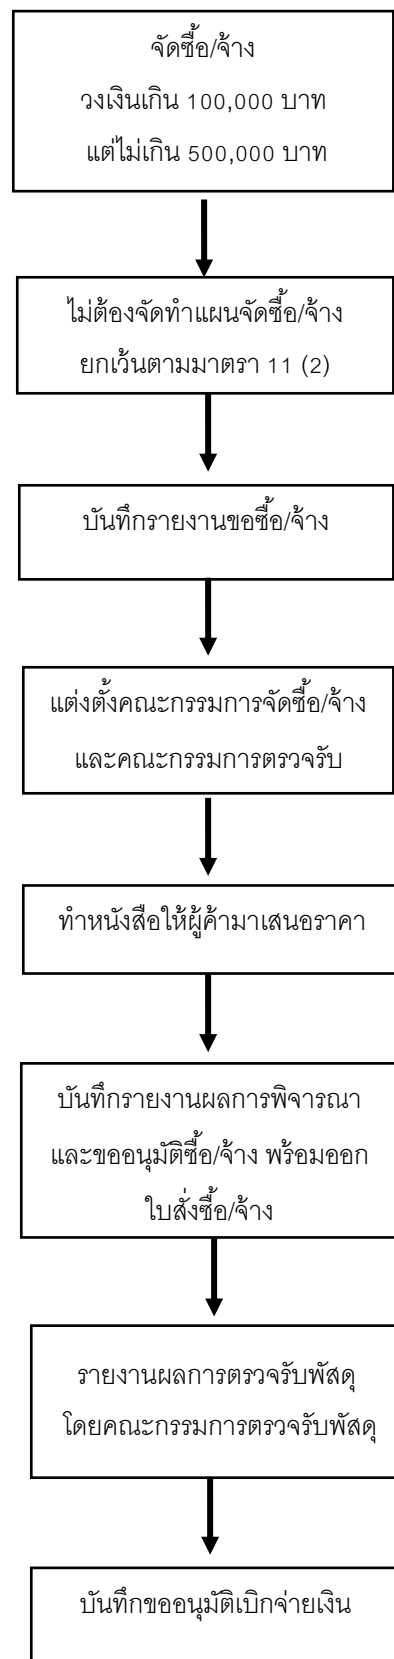 จัดซื้อ/จ้าง
วงเงินเกิน 100,000 บาท
แต่ไม่เกิน 500,000 บาท
ไม่ต้องจัดทำแผนจัดซื้อ/จ้าง
ยกเว้นตามมาตรา 11 (2)
บันทึกรายงานขอซื้อ/จ้าง
แต่งตั้งคณะกรรมการจัดซื้อ/จ้าง
และคณะกรรมการตรวจรับ
ทำหนังสือให้ผู้ค้ามาเสนอราคา
บันทึกรายงานผลการพิจารณา
และขออนุมัติซื้อ/จ้าง พร้อมออก
ใบสั่งซื้อ/จ้าง
รายงานผลการตรวจรับพัสดุ
โดยคณะกรรมการตรวจรับพัสดุ
บันทึกขออนุมัติเบิกจ่ายเงิน